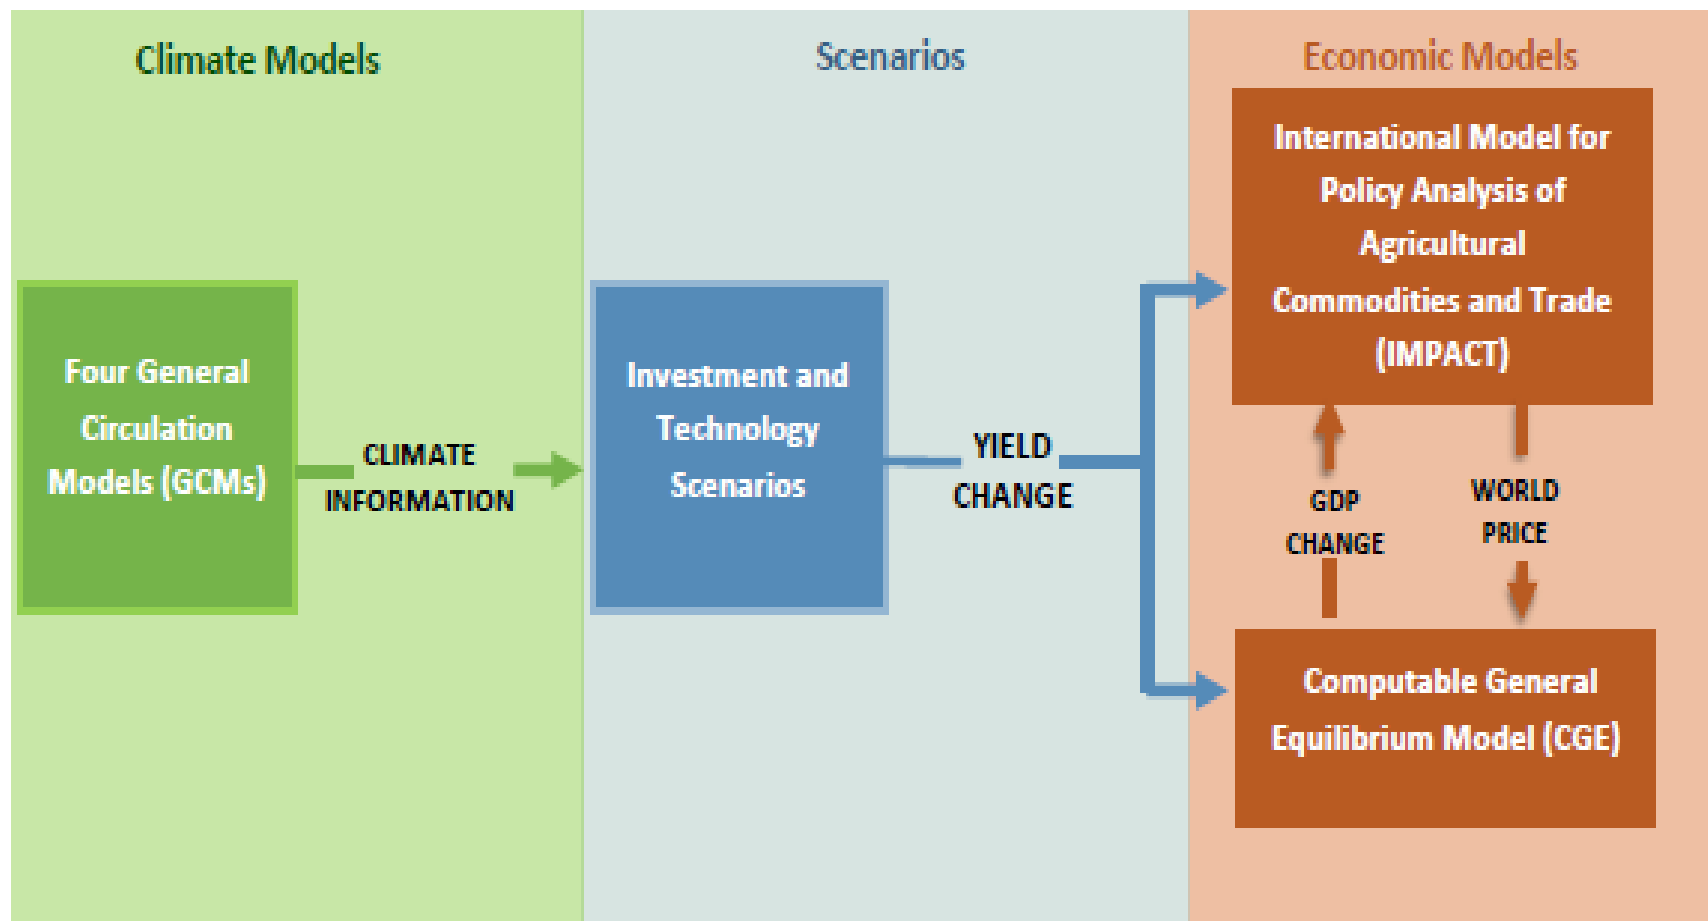 Climate Models
Scenarios
Economic Models
Four General
Circulation
Models (GCMs)
CLIMATE
INFORMATION
Investment and
Technology
Scenarios
YIELD
CHANGE
International Model for
Policy Analysis of
Agricultural
Commodities and Trade
(IMPACT)
GDP
CHANGE
WORLD
PRICE
Computable General
Equilibrium Model (CGE)